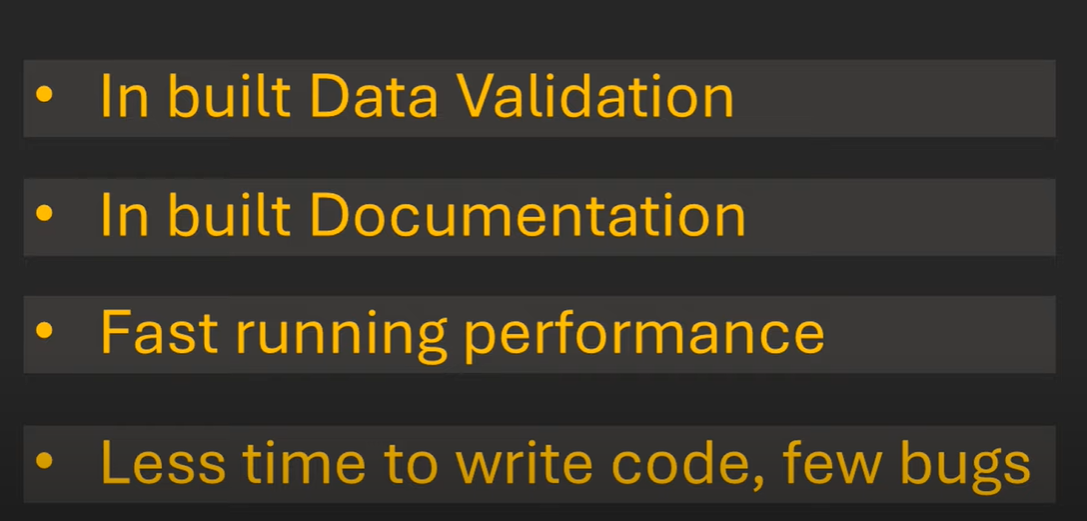 • In built Data Validation
• In built Documentation
• Fast running performance
• Less time to write code, few bugs